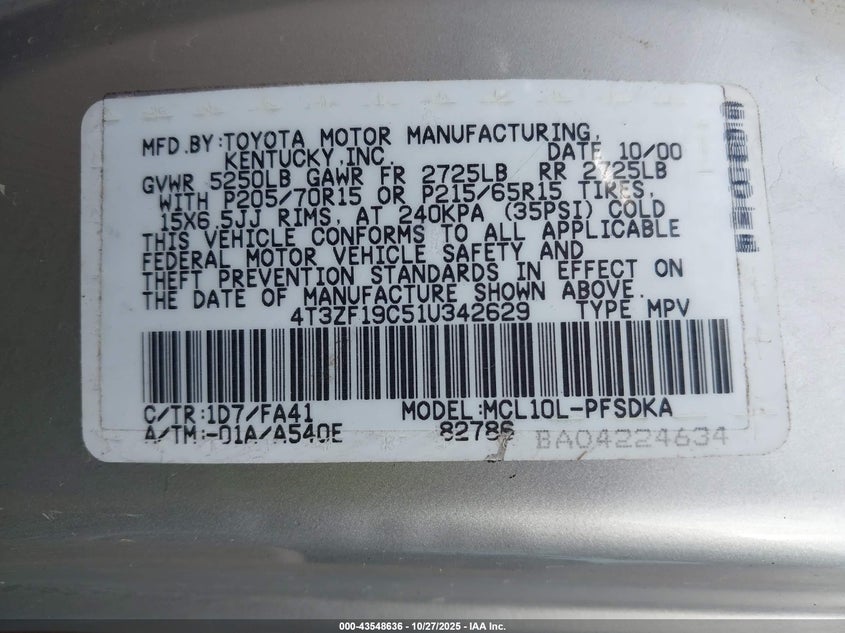 MFD.BY:TOYOTA MOTOR MANUFACTURING,
KENTUCKY,INC. DATE 10/00
GVWR 5250LB GAWR FR 2725LB RR 2725LB
WITH P205/70R15 OR P215/65R15 TIRES,
15X6.5JJ RIMS, AT 240KPA (35PSI) COLD
THIS VEHICLE CONFORMS TO ALL APPLICABLE
FEDERAL MOTOR VEHICLE SAFETY AND
THEFT PREVENTION STANDARDS IN EFFECT ON
THE DATE OF MANUFACTURE SHOWN ABOVE.
4T3ZF19C51U342629 TYPE MPV
C/TR:1D7/FA41 MODEL:MCL10L-PFSDKA
A/TM:-01A/A540E 82786 BA04224634
000-43548636 - 10/27/2025 - IAA Inc.